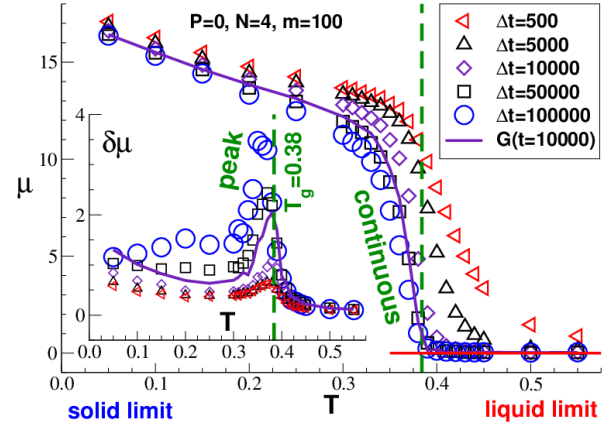 P=0, N=4, m=100
Δt=500
Δt=5000
Δt=10000
Δt=50000
Δt=100000
G(t=10000)
15
10
5
0
μ
4
2
0
δμ
peak
T_g=0.38
continuous
T
0.0 0.1 0.2 0.3 0.4 0.5
0.0 0.1 0.2 0.3 0.4 0.5
solid limit
T
liquid limit